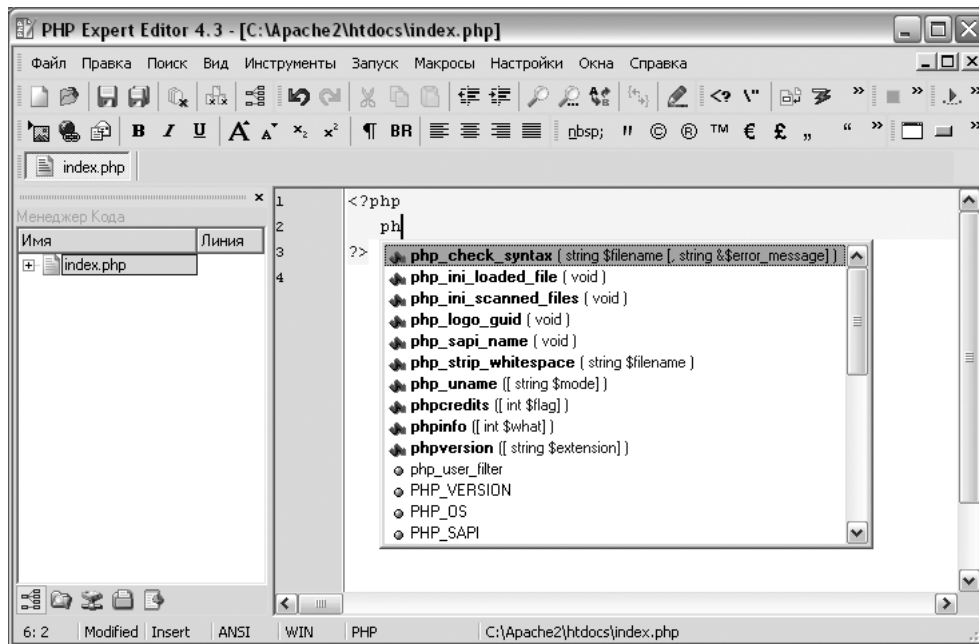 PHP Expert Editor 4.3 - [C:\Apache2\htdocs\index.php]
Файл Правка Поиск Вид Инструменты Запуск Макросы Настройки Окна Справка
B I U A A x₂ x² ¶ BR nbsp; " © ® ™ € £ „ “
index.php
Менеджер Кода
Имя Линия
index.php
1 <?php
2 ph
3 ?>
4
php_check_syntax ( string $filename [, string &$error_message] )
php_ini_loaded_file ( void )
php_ini_scanned_files ( void )
php_logo_guid ( void )
php_sapi_name ( void )
php_strip_whitespace ( string $filename )
php_uname ([ string $mode] )
phpcredits ([ int $flag] )
phpinfo ([ int $what] )
phpversion ([ string $extension] )
php_user_filter
PHP_VERSION
PHP_OS
PHP_SAPI
6: 2 Modified Insert ANSI WIN PHP C:\Apache2\htdocs\index.php